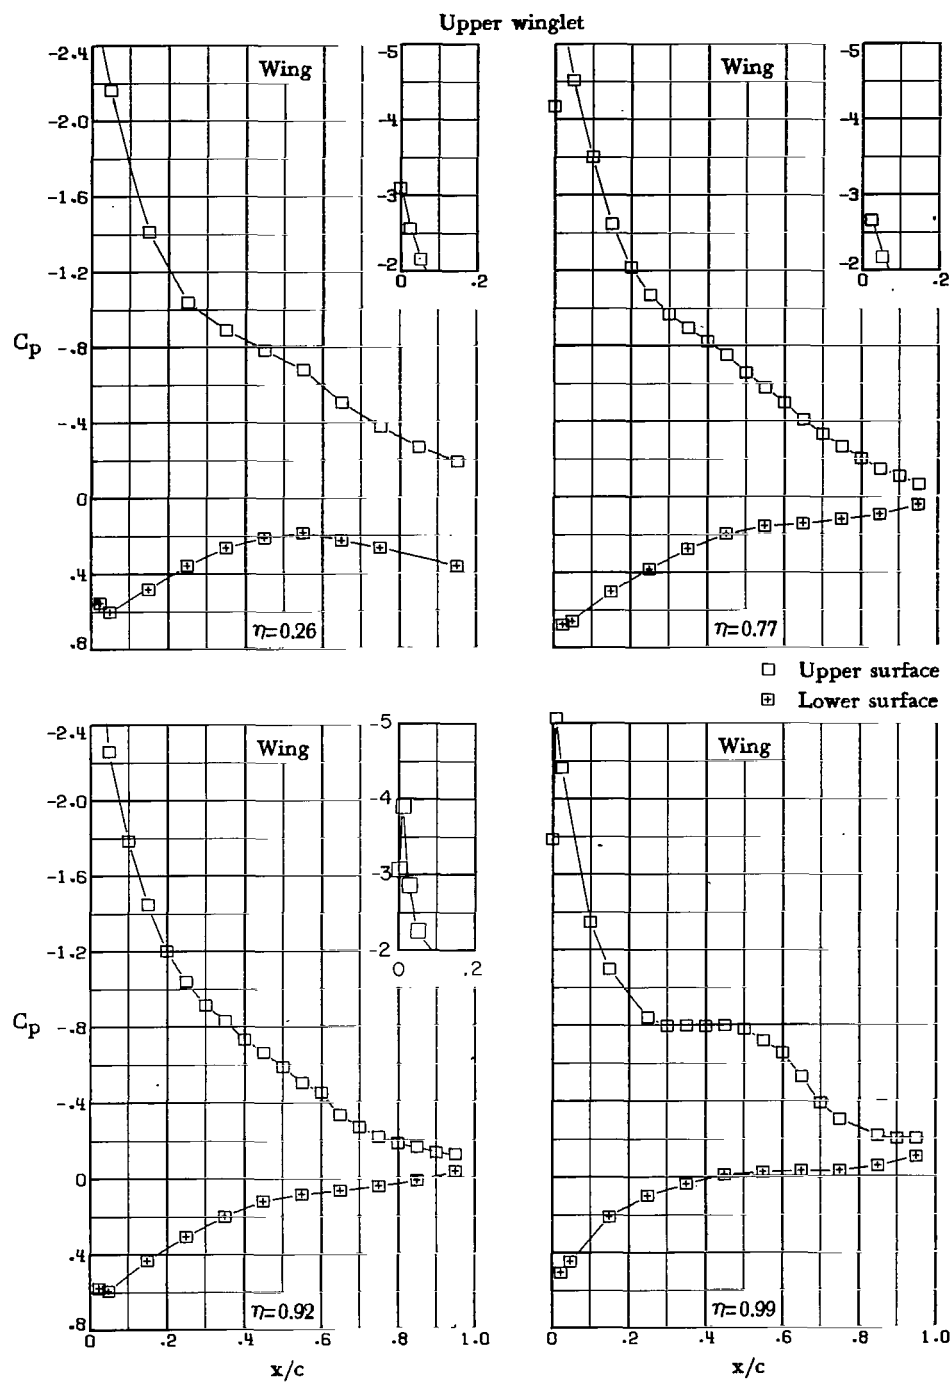 Upper winglet
-2.4
-2.0
-1.6
-1.2
-.8
-.4
0
.4
.8
Cp
Wing
η=0.26
-5
-4
-3
-2
0 .2
Wing
η=0.77
-5
-4
-3
-2
0 .2
Upper surface
Lower surface
-2.4
-2.0
-1.6
-1.2
-.8
-.4
0
.4
.8
Cp
Wing
η=0.92
-5
-4
-3
-2
0 .2
0 .2 .4 .6 .8 1.0
x/c
Wing
η=0.99
0 .2 .4 .6 .8 1.0
x/c